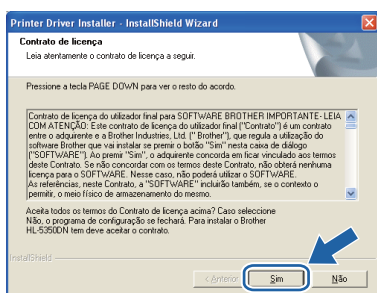 Printer Driver Installer - InstallShield Wizard
Contrato de licença
Leia atentamente o contrato de licença a seguir.
Pressione a tecla PAGE DOWN para ver o resto do acordo.
Contrato de licença do utilizador final para SOFTWARE BROTHER IMPORTANTE- LEIA
COM ATENÇÃO: Este contrato de licença do utilizador final ("Contrato") é um contrato
entre o adquirente e a Brother Industries, Ltd. (" Brother"), que regula a utilização do
software Brother que vai instalar se premir o botão "Sim" nesta caixa de diálogo
("SOFTWARE"). Ao premir "Sim", o adquirente concorda em ficar vinculado aos termos
deste Contrato. Se não concordar com os termos deste Contrato, não obterá nenhuma
licença para o SOFTWARE. Nesse caso, não poderá utilizar o SOFTWARE.
As referências, neste Contrato, a "SOFTWARE" incluirão também, se o contexto o
permitir, o meio físico de armazenamento do mesmo.
Aceita todos os termos do Contrato de licença acima? Caso seleccione
Não, o programa de configuração se fechará. Para instalar o Brother
HL-5350DN tem deve aceitar o contrato.
InstallShield
< Anterior
Sim
Não